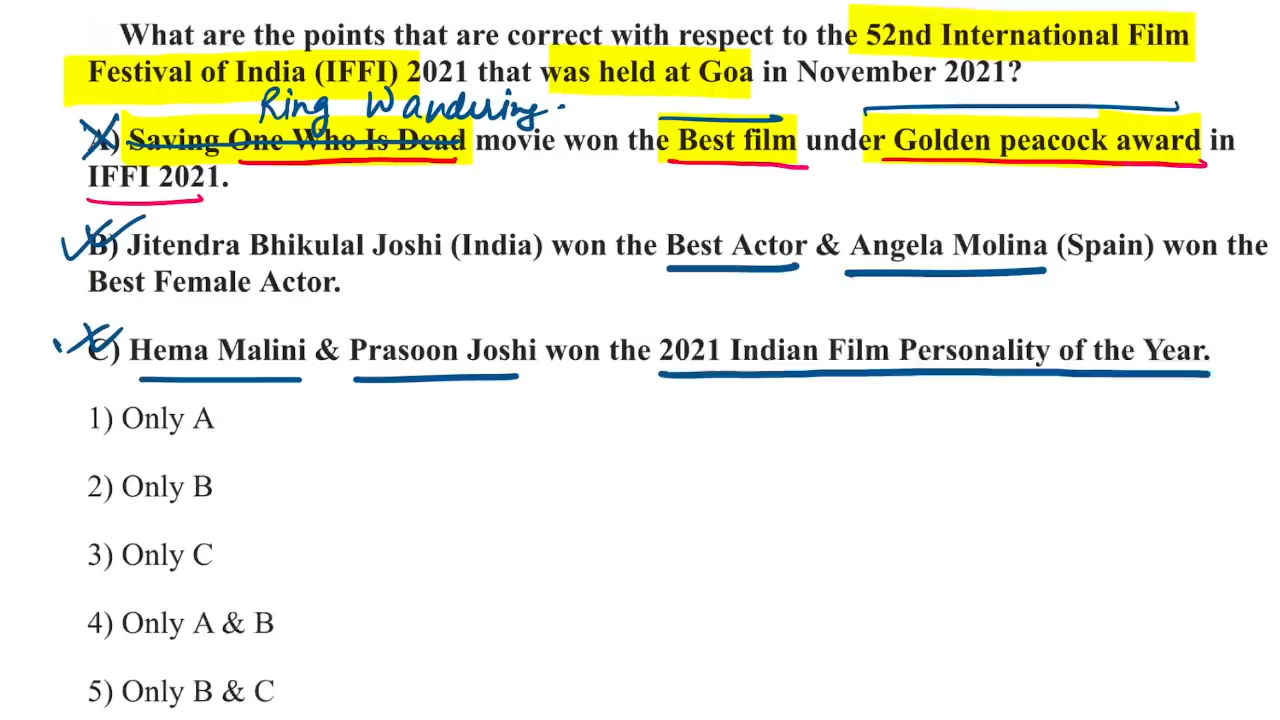 What are the points that are correct with respect to the 52nd International Film
Festival of India (IFFI) 2021 that was held at Goa in November 2021?
Ring Wandering.
A) Saving One Who Is Dead movie won the Best film under Golden peacock award in
IFFI 2021.
B) Jitendra Bhikulal Joshi (India) won the Best Actor & Angela Molina (Spain) won the
Best Female Actor.
C) Hema Malini & Prasoon Joshi won the 2021 Indian Film Personality of the Year.
1) Only A
2) Only B
3) Only C
4) Only A & B
5) Only B & C